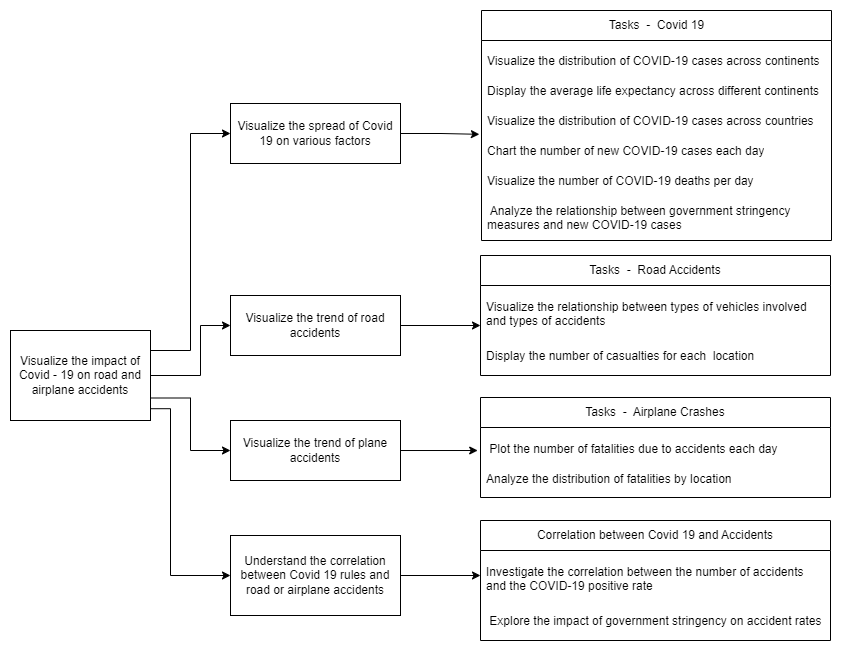 Visualize the impact of
Covid - 19 on road and
airplane accidents
Visualize the spread of Covid
19 on various factors
Visualize the trend of road
accidents
Visualize the trend of plane
accidents
Understand the correlation
between Covid 19 rules and
road or airplane accidents
Tasks - Covid 19
Visualize the distribution of COVID-19 cases across continents
Display the average life expectancy across different continents
Visualize the distribution of COVID-19 cases across countries
Chart the number of new COVID-19 cases each day
Visualize the number of COVID-19 deaths per day
Analyze the relationship between government stringency
measures and new COVID-19 cases
Tasks - Road Accidents
Visualize the relationship between types of vehicles involved
and types of accidents
Display the number of casualties for each location
Tasks - Airplane Crashes
Plot the number of fatalities due to accidents each day
Analyze the distribution of fatalities by location
Correlation between Covid 19 and Accidents
Investigate the correlation between the number of accidents
and the COVID-19 positive rate
Explore the impact of government stringency on accident rates